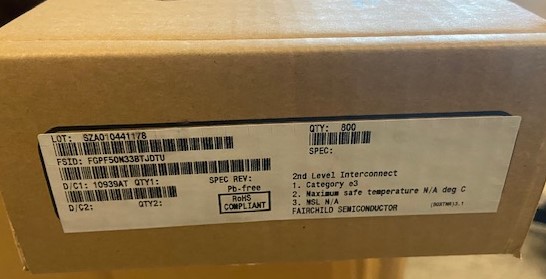 LOT: SZA010441178
QTY: 800
FSID: FGPF50N33BTJDTU
SPEC:
D/C1: 10939AT QTY1:
SPEC REV:
D/C2: QTY2:
Pb-free
RoHS
COMPLIANT
2nd Level Interconnect
1. Category e3
2. Maximum safe temperature N/A deg C
3. MSL N/A
FAIRCHILD SEMICONDUCTOR